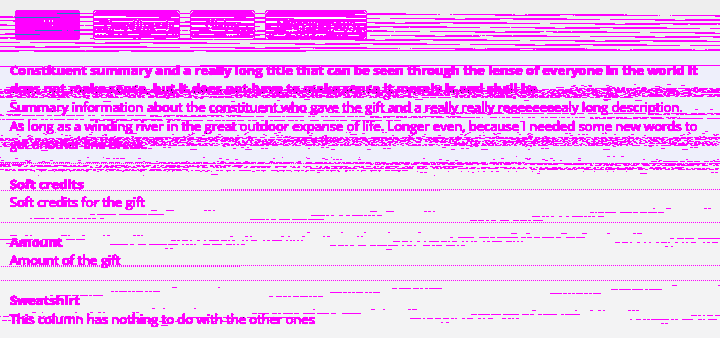 Constituent summary and a really long title that can be seen through the lense of everyone in the world it
does not make sense, but it does not have to make sense it merely is and shall be.
Summary information about the constituent who gave the gift and a really really reeeeeeeealy long description.
As long as a winding river in the great outdoor expanse of life. Longer even, because I needed some new words to
Soft credits
Soft credits for the gift
Amount
Amount of the gift
Sweatshirt
This column has nothing to do with the other ones